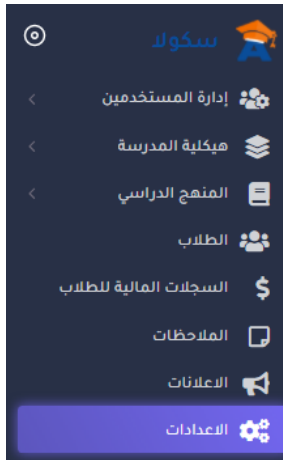 سكولا
إدارة المستخدمين
هيكلية المدرسة
المنهج الدراسي
الطلاب
السجلات المالية للطلاب
الملاحظات
الاعلانات
الاعدادات